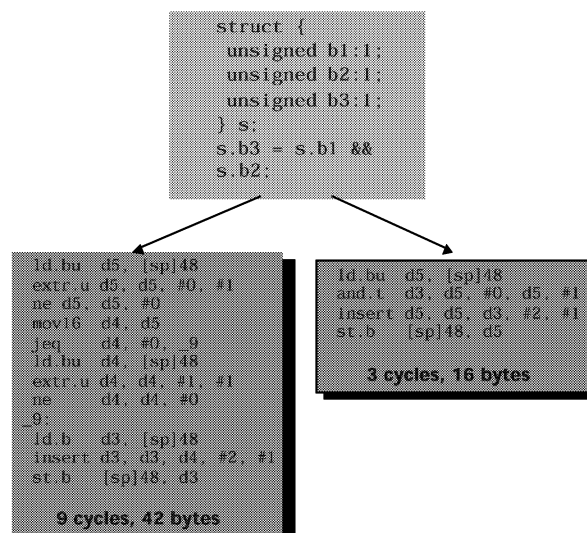 struct {
unsigned b1:1;
unsigned b2:1;
unsigned b3:1;
} s;
s.b3 = s.b1 &&
s.b2;
ld.bu d5, [sp]48
extr.u d5, d5, #0, #1
ne d5, d5, #0
mov16 d4, d5
jeq d4, #0, _9
ld.bu d4, [sp]48
extr.u d4, d4, #1, #1
ne d4, d4, #0
_9:
ld.b d3, [sp]48
insert d3, d3, d4, #2, #1
st.b [sp]48, d3
9 cycles, 42 bytes
ld.bu d5, [sp]48
and.t d3, d5, #0, d5, #1
insert d5, d5, d3, #2, #1
st.b [sp]48, d5
3 cycles, 16 bytes